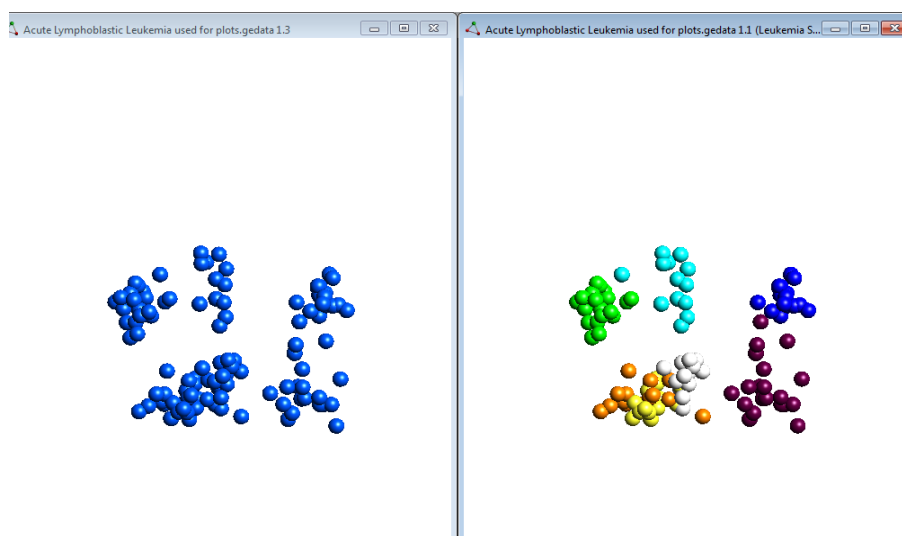 Acute Lymphoblastic Leukemia used for plots.gedata 1.3
Acute Lymphoblastic Leukemia used for plots.gedata 1.1 (Leukemia S...